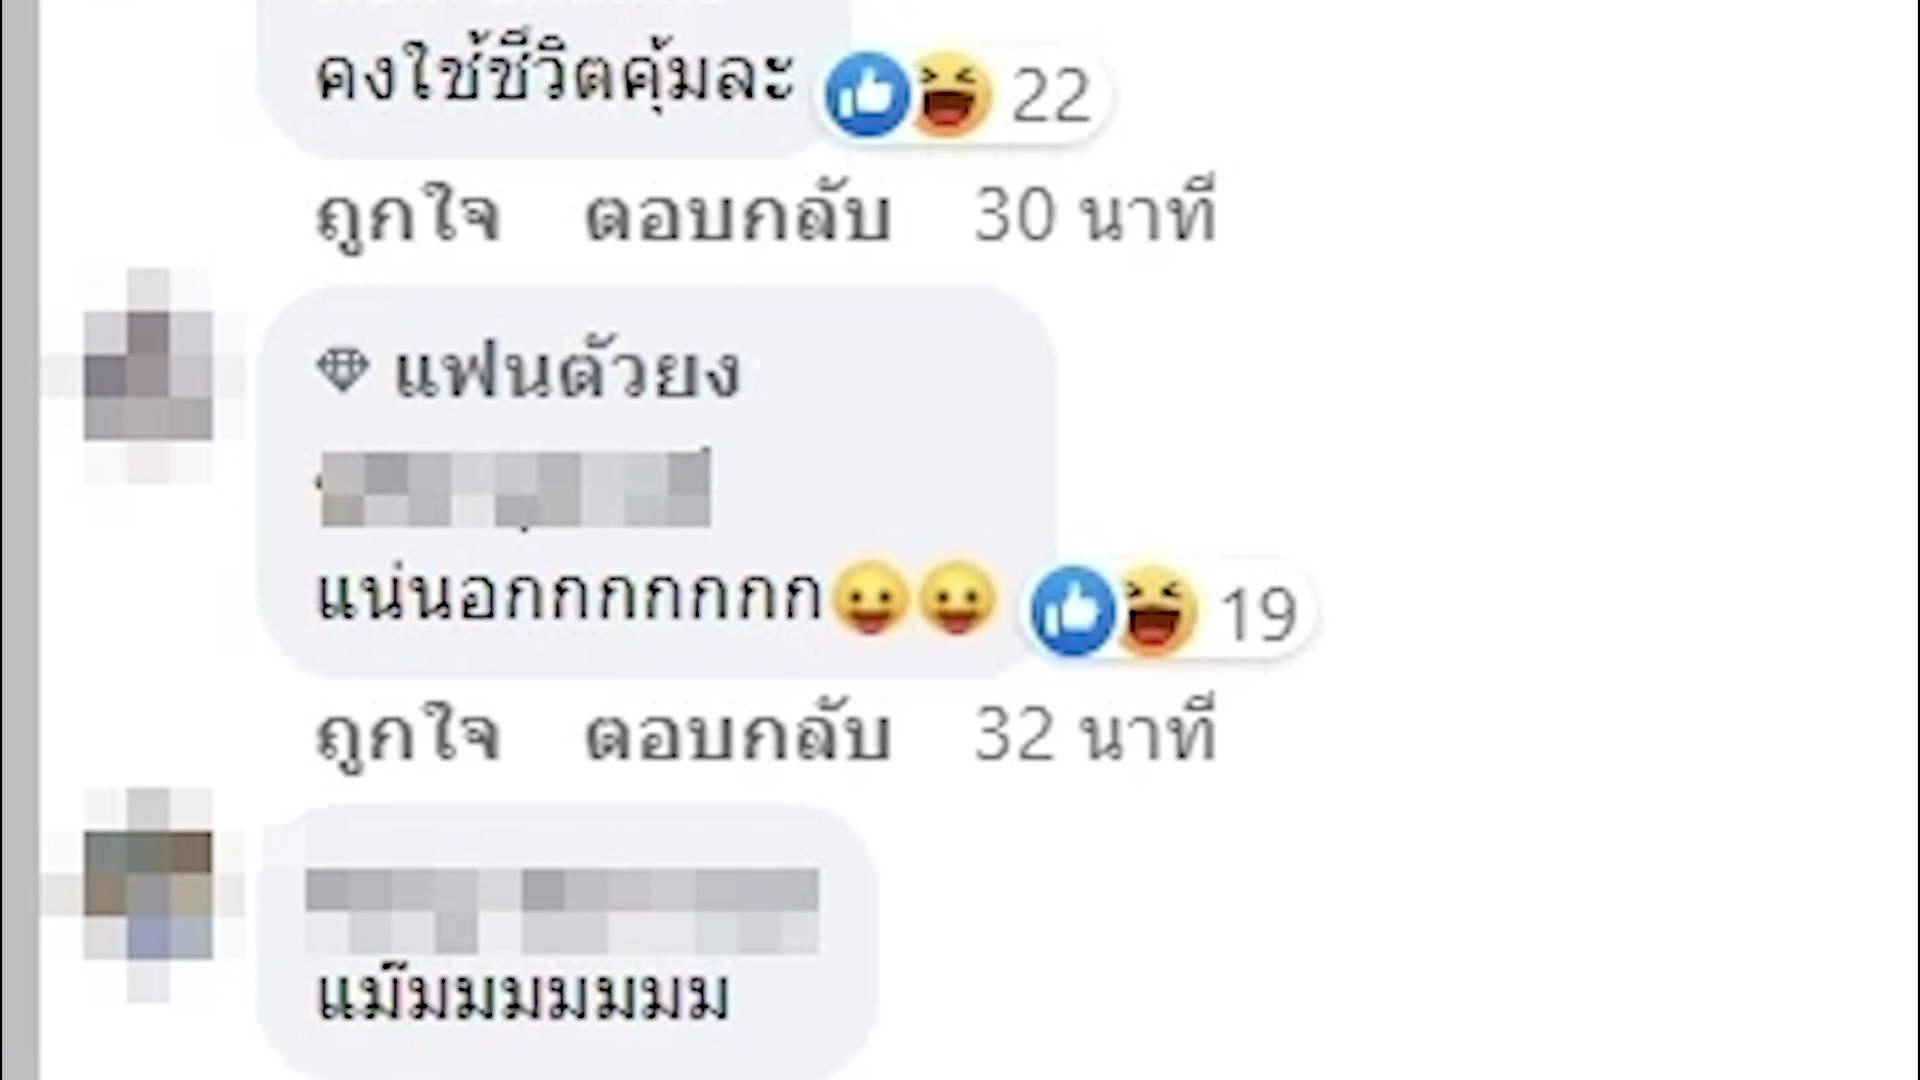 คงใช้ชีวิตคุ้มละ 22
ถูกใจ ตอบกลับ 30 นาที
แฟนตัวยง
แน่นอกกกกกกก😛😛 19
ถูกใจ ตอบกลับ 32 นาที
แม๊มมมมมมม